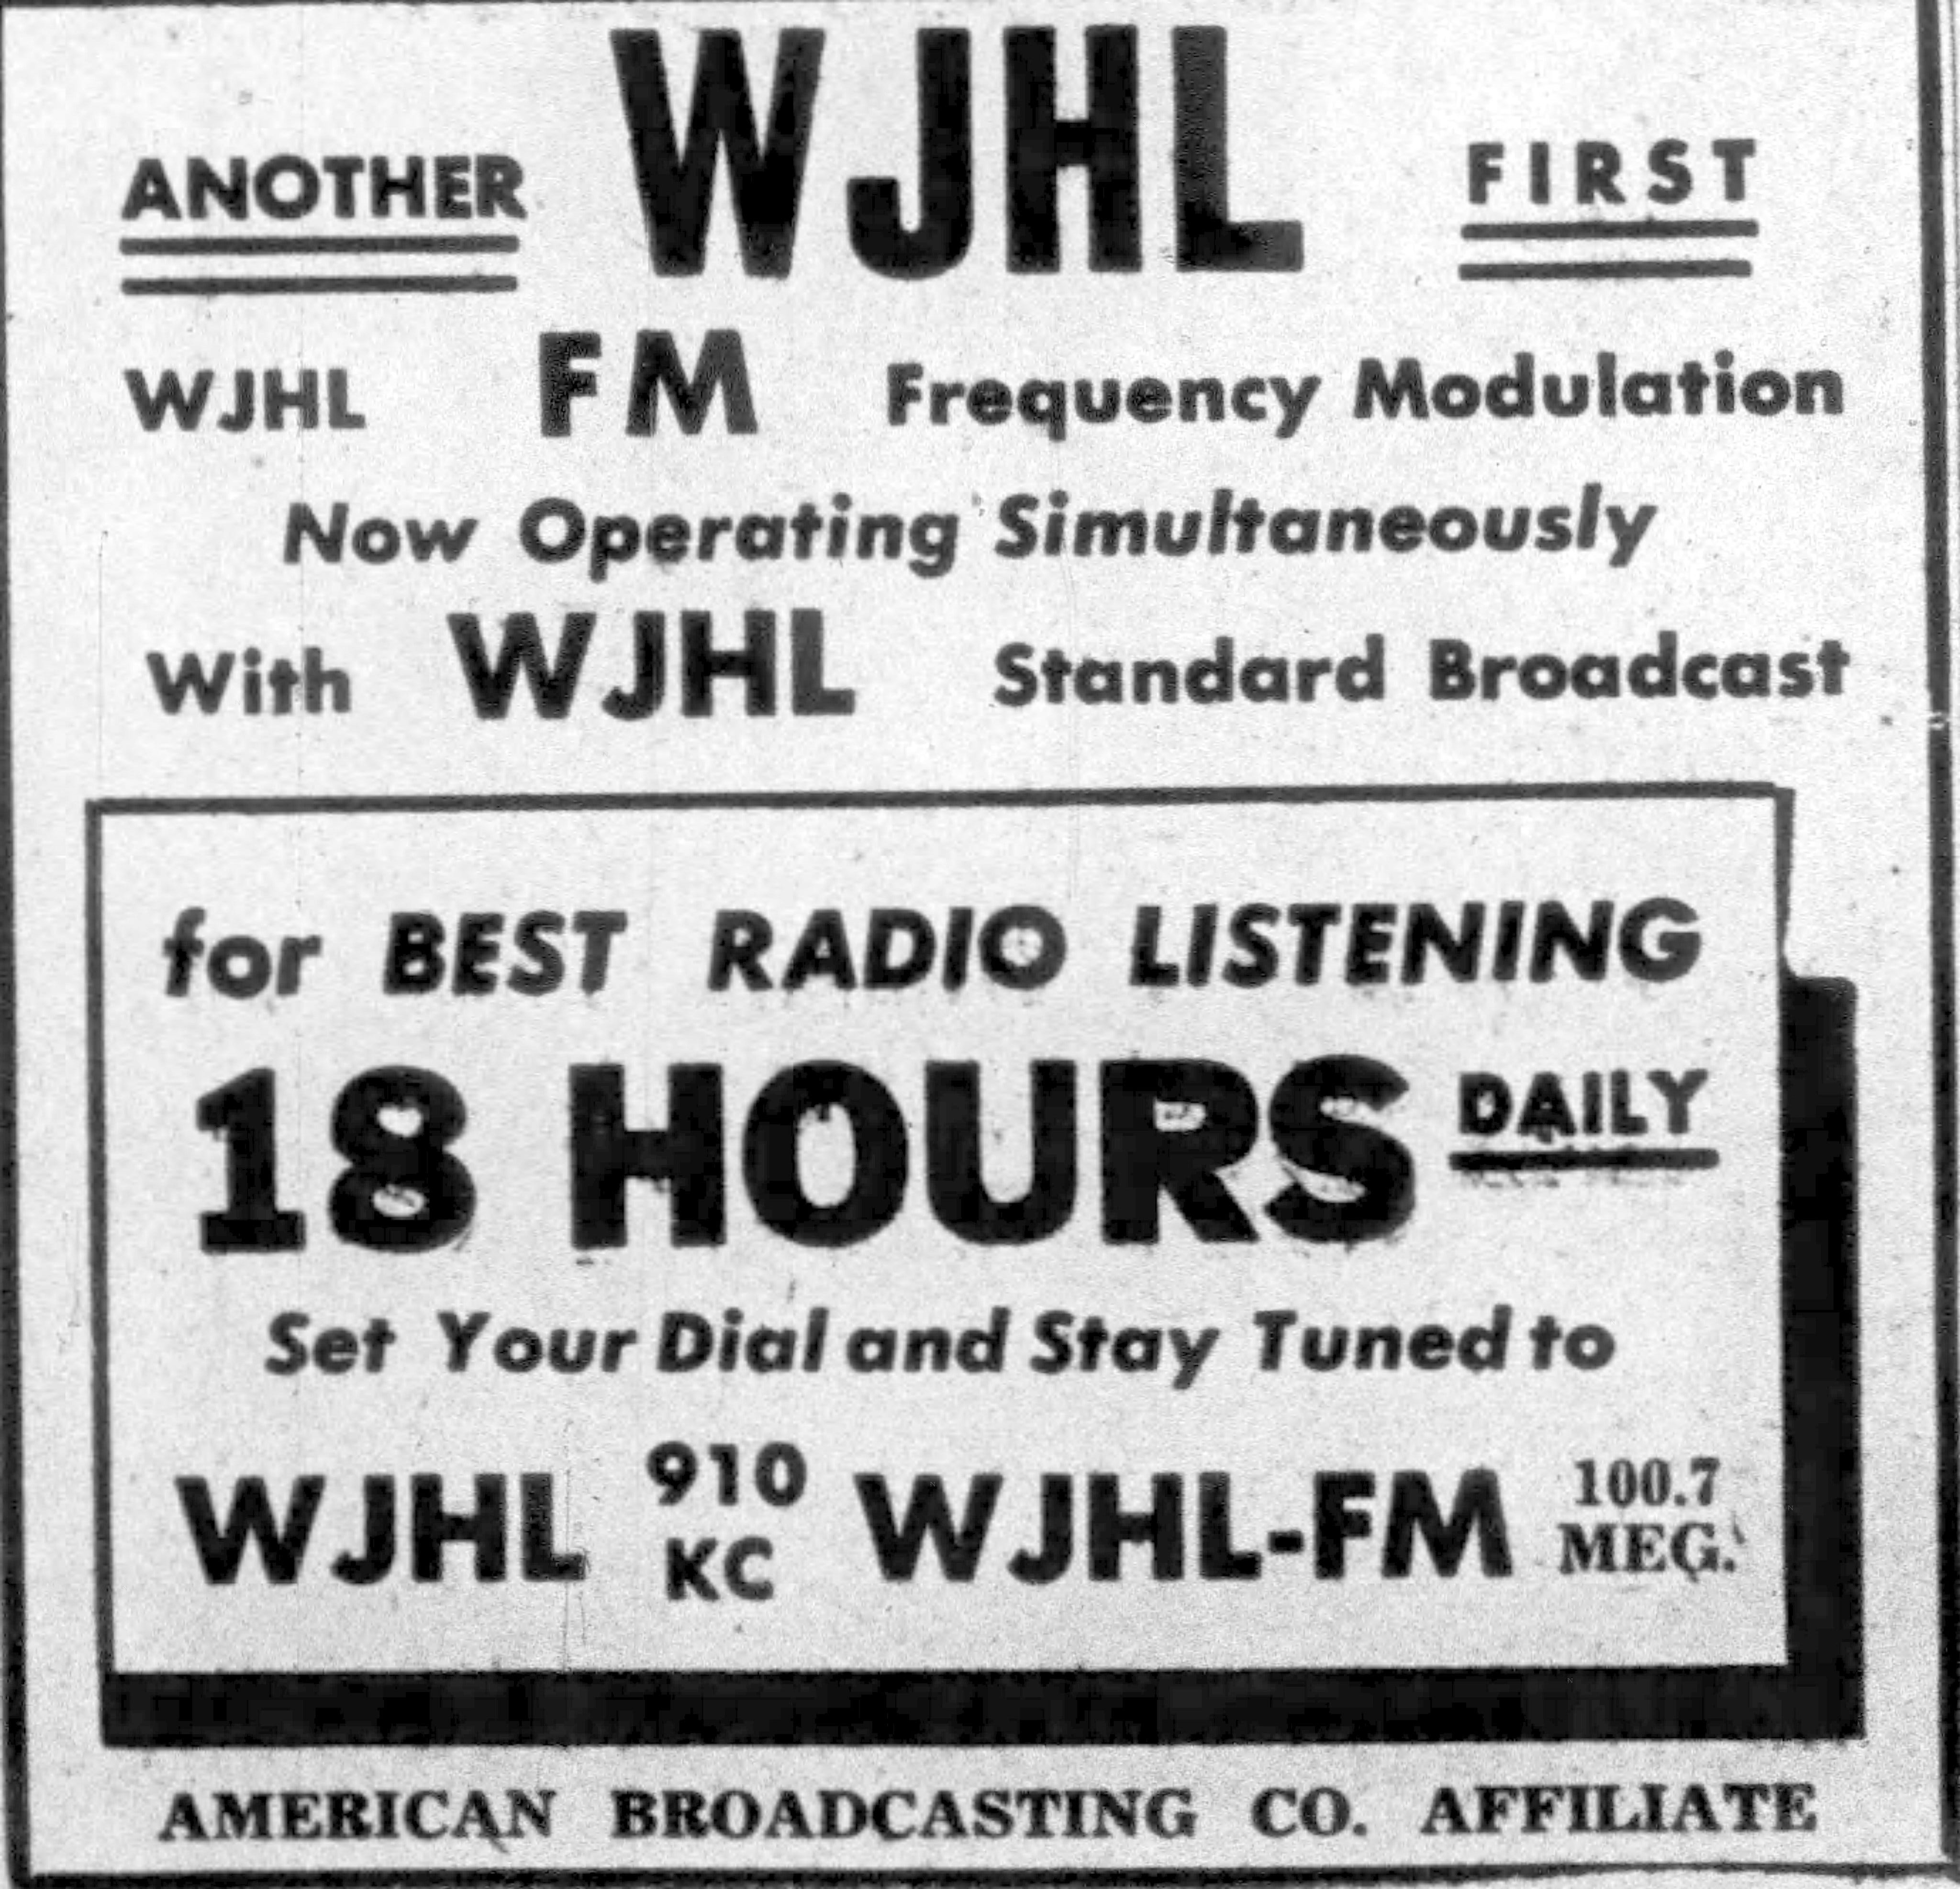 ANOTHER WJHL FIRST
WJHL FM Frequency Modulation
Now Operating Simultaneously
With WJHL Standard Broadcast
for BEST RADIO LISTENING
18 HOURS DAILY
Set Your Dial and Stay Tuned to
WJHL 910 KC WJHL-FM 100.7 MEG.
AMERICAN BROADCASTING CO. AFFILIATE